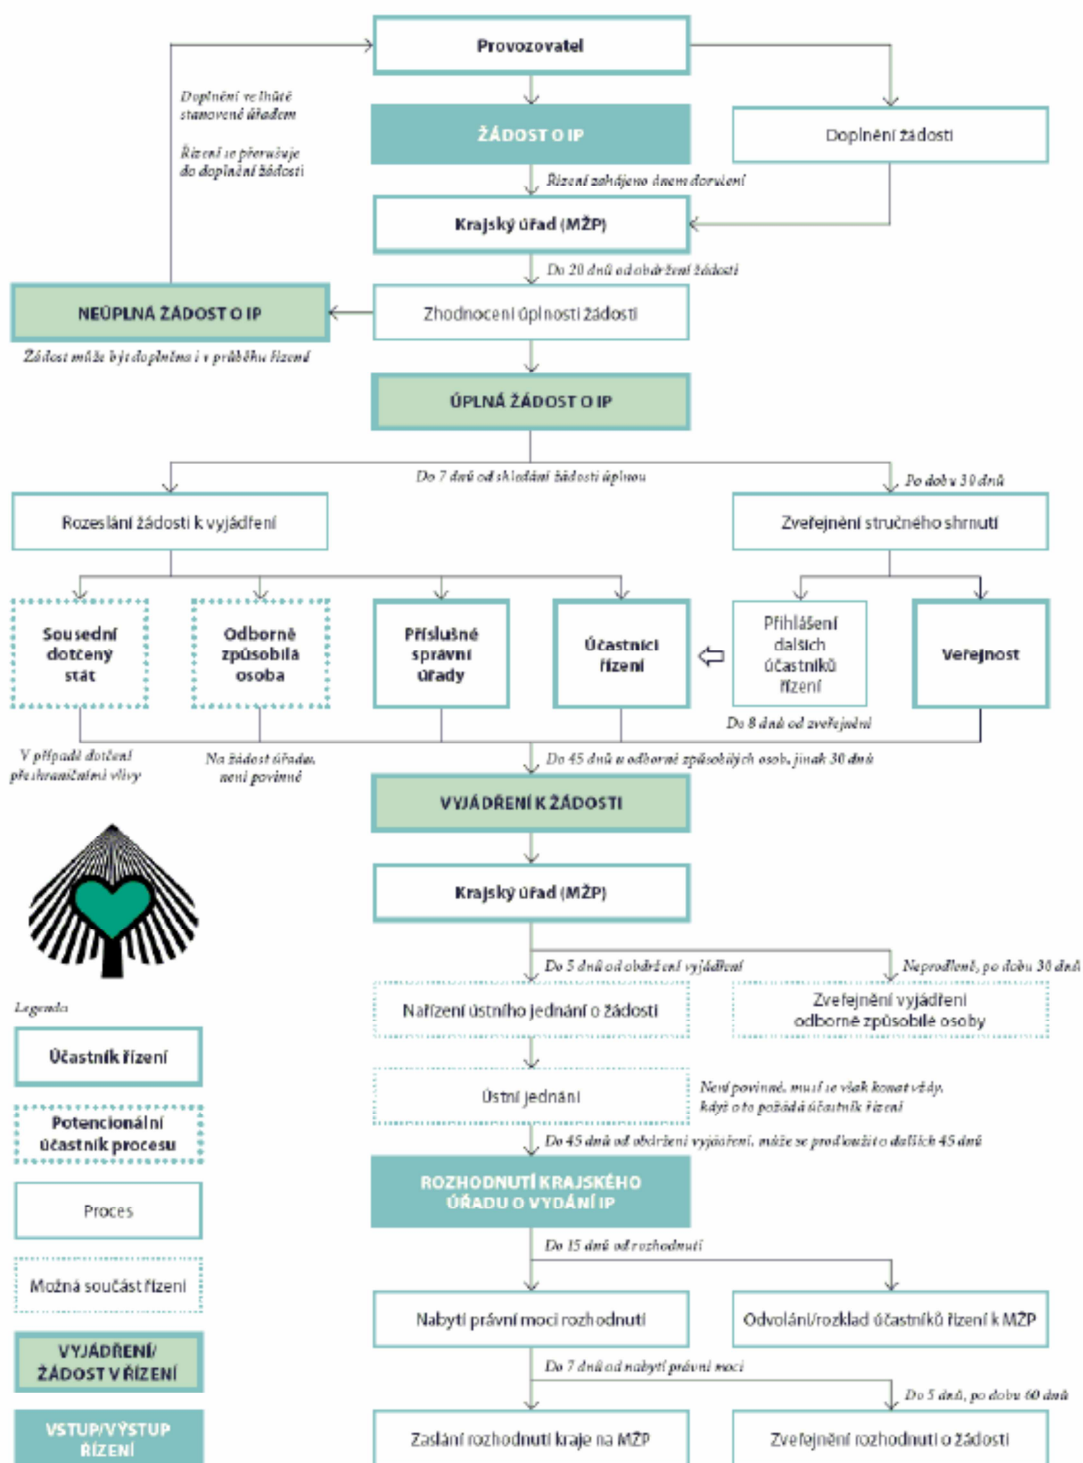 Provozovatel
Doplnění ve lhůtě
stanovené úřadem
Řízení se přerušuje
do doplnění žádosti
ŽÁDOST O IP
Doplnění žádosti
Řízení zahájeno dnem doručení
Krajský úřad (MŽP)
Do 20 dnů od obdržení žádosti
NEÚPLNÁ ŽÁDOST O IP
Zhodnocení úplnosti žádosti
Žádost může být doplněna i v průběhu řízení
ÚPLNÁ ŽÁDOST O IP
Do 7 dnů od shledání žádosti úplnou
Po dobu 30 dnů
Rozeslání žádosti k vyjádření
Zveřejnění stručného shrnutí
Sousední
dotčený
stát
Odborně
způsobilá
osoba
Příslušné
správní
úřady
Účastníci
řízení
Přihlášení
dalších
účastníků
řízení
Veřejnost
Do 8 dnů od zveřejnění
V případě dotčení
přeshraničními vlivy
Na žádost úřadu,
není povinné
Do 45 dnů u odborně způsobilých osob, jinak 30 dnů
VYJÁDŘENÍ K ŽÁDOSTI
Krajský úřad (MŽP)
Do 5 dnů od obdržení vyjádření
Neprodleně, po dobu 30 dnů
Nařízení ústního jednání o žádosti
Zveřejnění vyjádření
odborně způsobilé osoby
Ústní jednání
Není povinné, musí se však konat vždy,
když o to požádá účastník řízení
Do 45 dnů od obdržení vyjádření, může se prodloužit o dalších 45 dnů
ROZHODNUTÍ KRAJSKÉHO
ÚŘADU O VYDÁNÍ IP
Do 15 dnů od rozhodnutí
Nabytí právní moci rozhodnutí
Odvolání/rozklad účastníků řízení k MŽP
Do 7 dnů od nabytí právní moci
Do 5 dnů, po dobu 60 dnů
Zaslání rozhodnutí kraje na MŽP
Zveřejnění rozhodnutí o žádosti
Legenda
Účastník řízení
Potencionální
účastník procesu
Proces
Možná součást řízení
VYJÁDŘENÍ/
ŽÁDOST V ŘÍZENÍ
VSTUP/VÝSTUP
ŘÍZENÍ